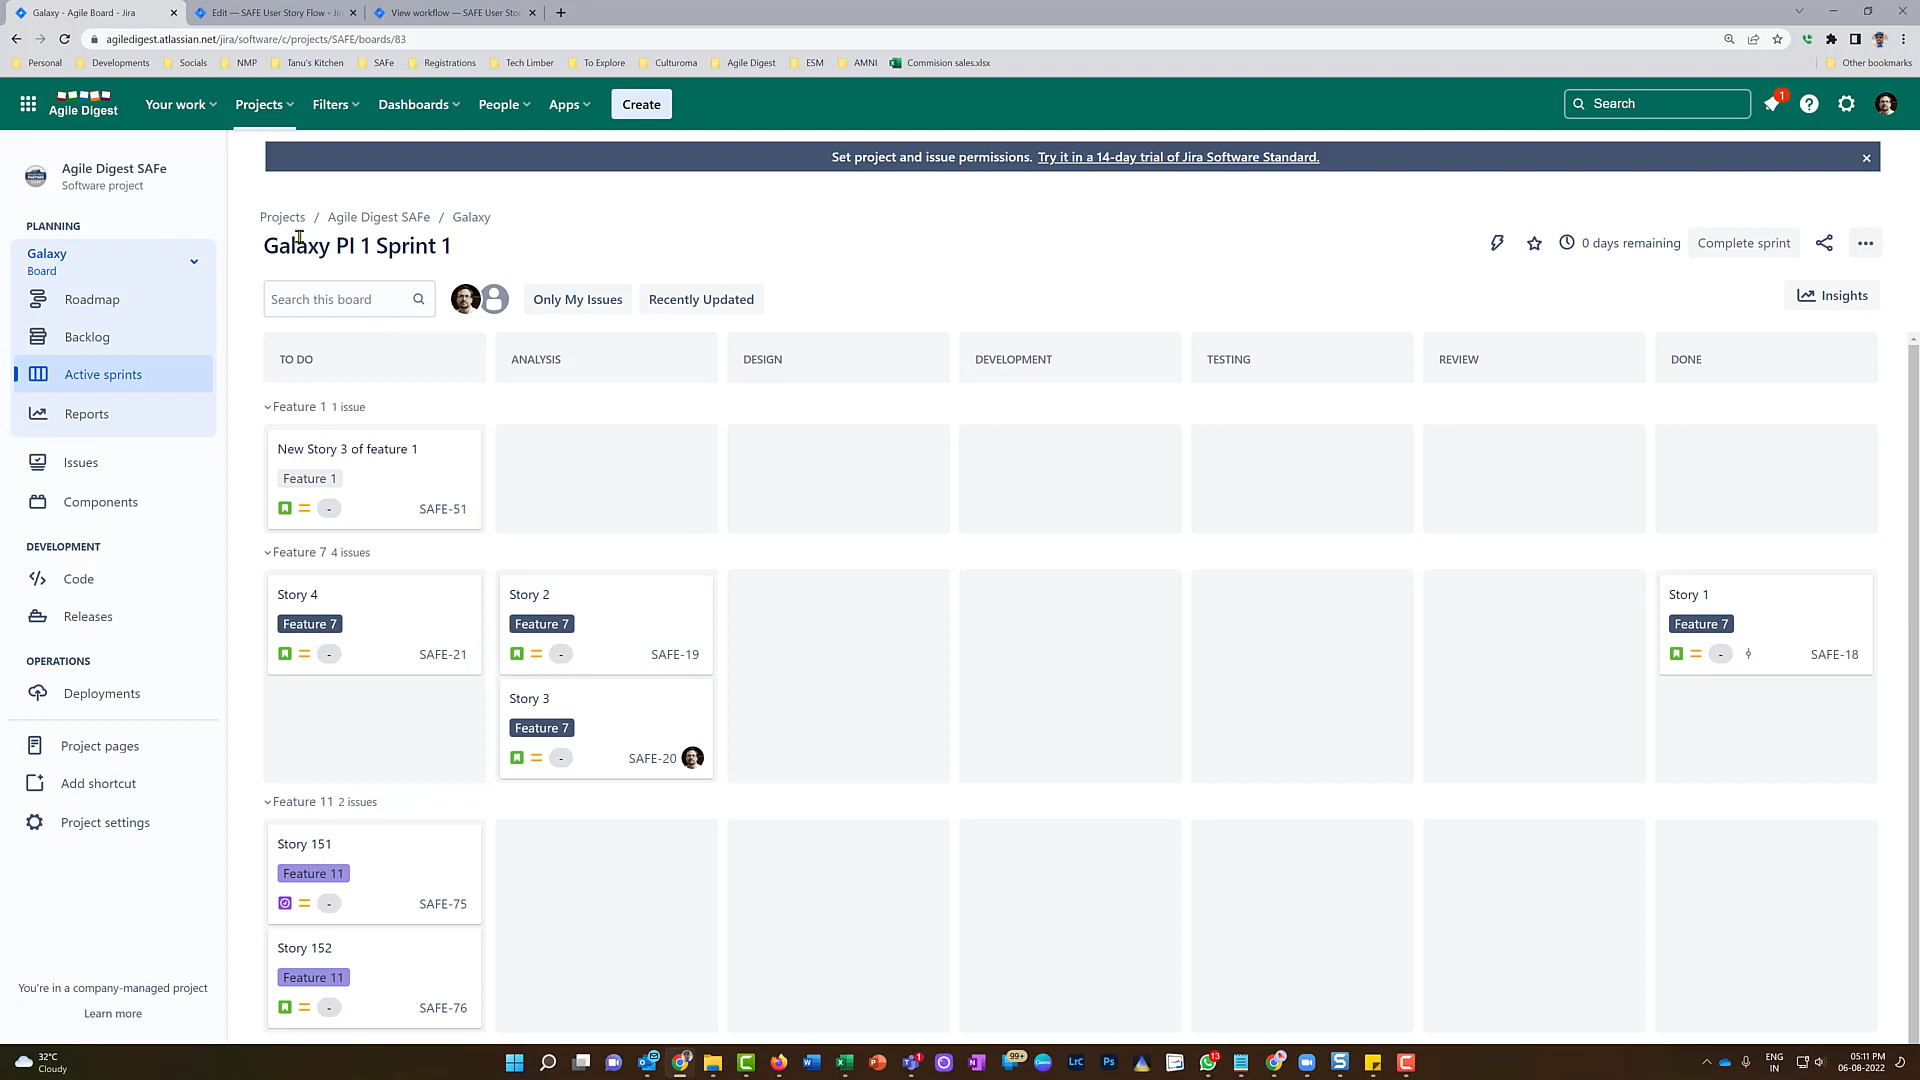 Galaxy - Agile Board - Jira
Edit — SAFE User Story Flow - Jir
View workflow — SAFE User Stor
agiledigest.atlassian.net/jira/software/c/projects/SAFE/boards/83
Personal
Developments
Socials
NMP
Tanu's Kitchen
SAFe
Registrations
Tech Limber
To Explore
Culturoma
Agile Digest
ESM
AMNI
Commision sales.xlsx
Other bookmarks
Agile Digest
Your work
Projects
Filters
Dashboards
People
Apps
Create
Search
1
Agile Digest SAFe
Software project
Set project and issue permissions. Try it in a 14-day trial of Jira Software Standard.
PLANNING
Galaxy
Board
Roadmap
Backlog
Active sprints
Reports
Issues
Components
DEVELOPMENT
Code
Releases
OPERATIONS
Deployments
Project pages
Add shortcut
Project settings
You're in a company-managed project
Learn more
Projects / Agile Digest SAFe / Galaxy
Galaxy PI 1 Sprint 1
0 days remaining
Complete sprint
Search this board
Only My Issues
Recently Updated
Insights
TO DO
ANALYSIS
DESIGN
DEVELOPMENT
TESTING
REVIEW
DONE
Feature 1 1 issue
New Story 3 of feature 1
Feature 1
- SAFE-51
Feature 7 4 issues
Story 4
Feature 7
- SAFE-21
Story 2
Feature 7
- SAFE-19
Story 3
Feature 7
- SAFE-20
Story 1
Feature 7
- SAFE-18
Feature 11 2 issues
Story 151
Feature 11
- SAFE-75
Story 152
Feature 11
- SAFE-76
32°C
Cloudy
99+
1
13
LrC
Ps
ENG
IN
05:11 PM
06-08-2022